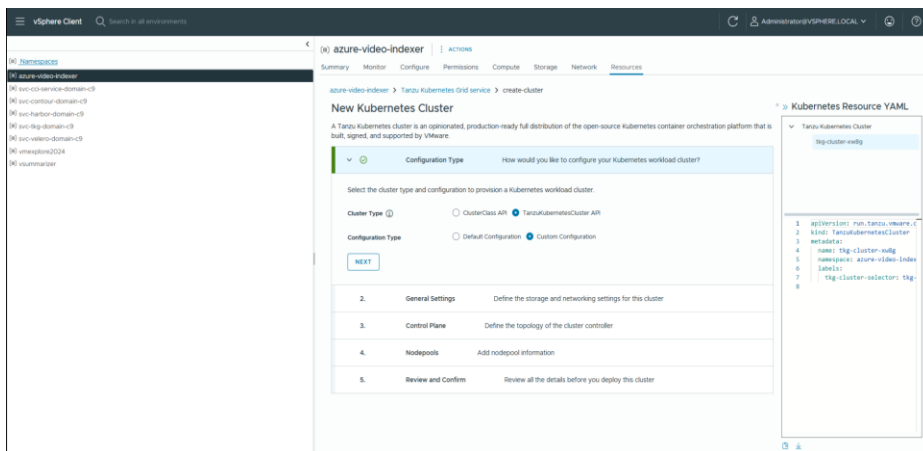 vSphere Client
Search in all environments
Administrator@VSPHERE.LOCAL
Namespaces
azure-video-indexer
svc-cci-service-domain-c9
svc-contour-domain-c9
svc-harbor-domain-c9
svc-tkg-domain-c9
svc-velero-domain-c9
vmexplore2024
vsummarizer
azure-video-indexer
ACTIONS
Summary Monitor Configure Permissions Compute Storage Network Resources
azure-video-indexer > Tanzu Kubernetes Grid service > create-cluster
New Kubernetes Cluster
A Tanzu Kubernetes cluster is an opinionated, production-ready full distribution of the open-source Kubernetes container orchestration platform that is
built, signed, and supported by VMware.
Configuration Type How would you like to configure your Kubernetes workload cluster?
Select the cluster type and configuration to provision a Kubernetes workload cluster.
Cluster Type ClusterClass API TanzuKubernetesCluster API
Configuration Type Default Configuration Custom Configuration
NEXT
2. General Settings Define the storage and networking settings for this cluster
3. Control Plane Define the topology of the cluster controller
4. Nodepools Add nodepool information
5. Review and Confirm Review all the details before you deploy this cluster
» Kubernetes Resource YAML
Tanzu Kubernetes Cluster
tkg-cluster-xw8g
1 apiVersion: run.tanzu.vmware.c
2 kind: TanzuKubernetesCluster
3 metadata:
4 name: tkg-cluster-xw8g
5 namespace: azure-video-index
6 labels:
7 tkg-cluster-selector: tkg-
8